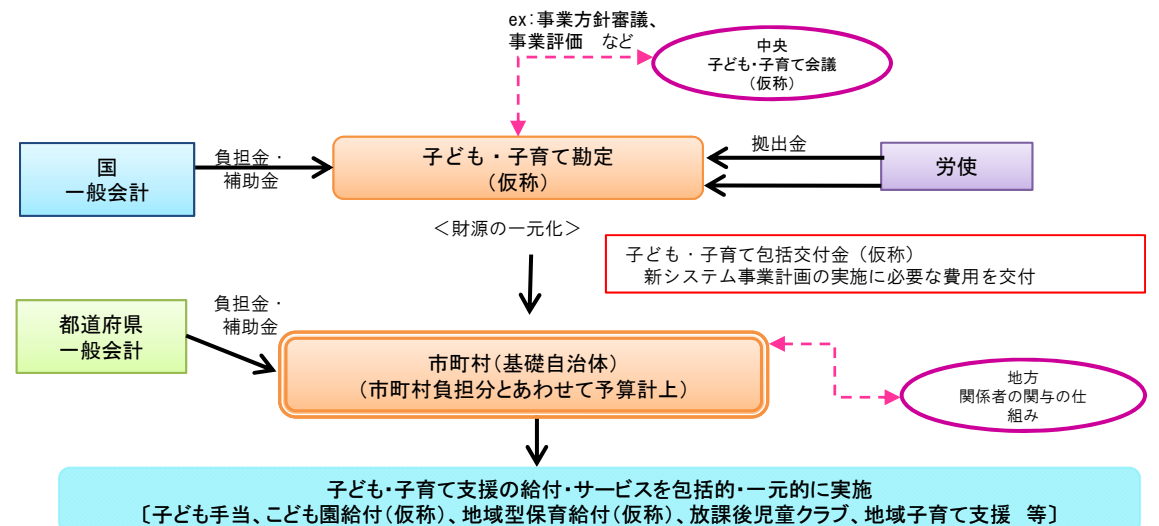 ex:事業方針審議、
事業評価　など
中央
子ども・子育て会議
(仮称)
国
一般会計
負担金・
補助金
子ども・子育て勘定
(仮称)
拠出金
労使
＜財源の一元化＞
子ども・子育て包括交付金（仮称）
新システム事業計画の実施に必要な費用を交付
都道府県
一般会計
負担金・
補助金
市町村(基礎自治体)
(市町村負担分とあわせて予算計上)
地方
関係者の関与の仕
組み
子ども・子育て支援の給付・サービスを包括的・一元的に実施
〔子ども手当、こども園給付(仮称)、地域型保育給付(仮称)、放課後児童クラブ、地域子育て支援　等〕